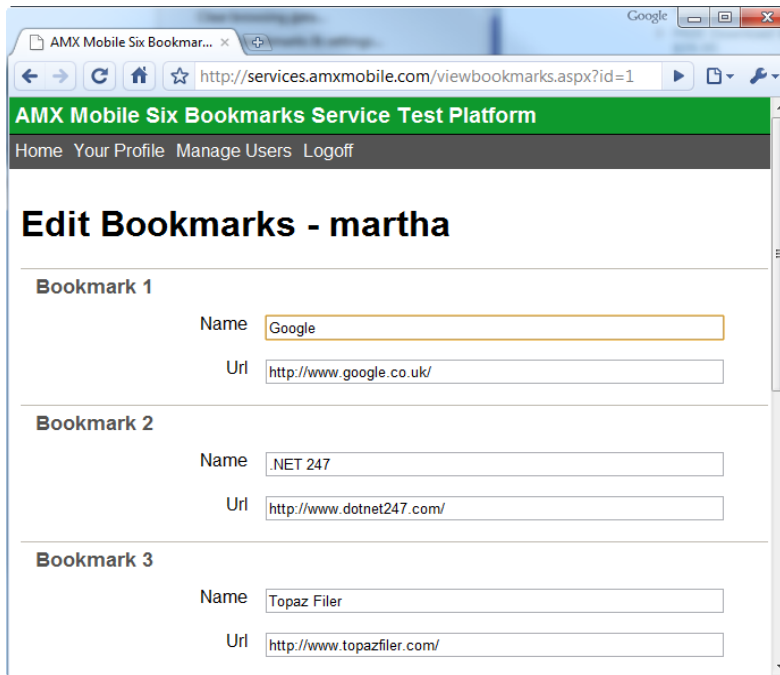 Google
AMX Mobile Six Bookmar...
http://services.amxmobile.com/viewbookmarks.aspx?id=1
AMX Mobile Six Bookmarks Service Test Platform
Home Your Profile Manage Users Logoff
Edit Bookmarks - martha
Bookmark 1
Name Google
Url http://www.google.co.uk/
Bookmark 2
Name .NET 247
Url http://www.dotnet247.com/
Bookmark 3
Name Topaz Filer
Url http://www.topazfiler.com/